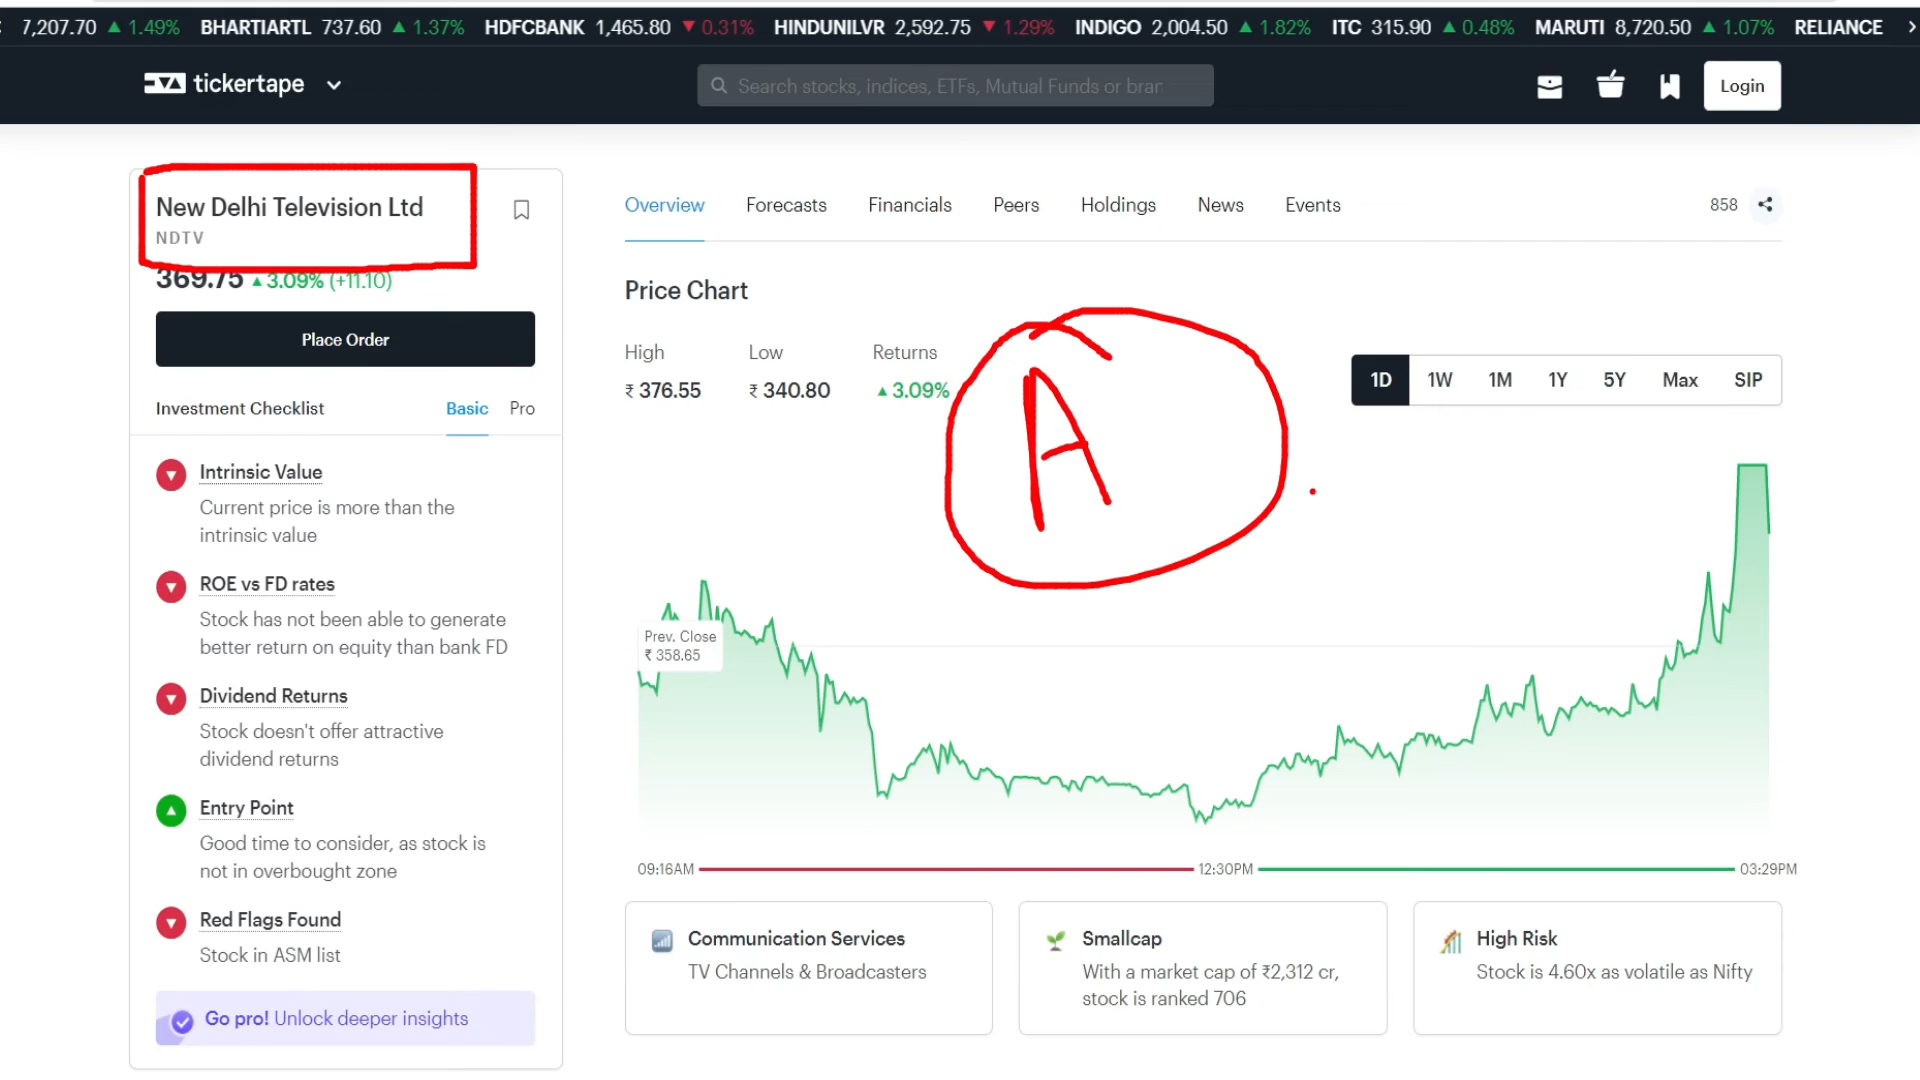 7,207.70 ▲ 1.49% BHARTIARTL 737.60 ▲ 1.37% HDFCBANK 1,465.80 ▼ 0.31% HINDUNILVR 2,592.75 ▼ 1.29% INDIGO 2,004.50 ▲ 1.82% ITC 315.90 ▲ 0.48% MARUTI 8,720.50 ▲ 1.07% RELIANCE
tickertape
Search stocks, indices, ETFs, Mutual Funds or brar
Login
New Delhi Television Ltd
NDTV
369.75 ▲ 3.09% (+11.10)
Place Order
Investment Checklist Basic Pro
Intrinsic Value
Current price is more than the
intrinsic value
ROE vs FD rates
Stock has not been able to generate
better return on equity than bank FD
Dividend Returns
Stock doesn't offer attractive
dividend returns
Entry Point
Good time to consider, as stock is
not in overbought zone
Red Flags Found
Stock in ASM list
Go pro! Unlock deeper insights
Overview Forecasts Financials Peers Holdings News Events 858
Price Chart
High Low Returns
₹ 376.55 ₹ 340.80 ▲ 3.09%
A
1D 1W 1M 1Y 5Y Max SIP
Prev. Close
₹ 358.65
09:16AM 12:30PM 03:29PM
Communication Services
TV Channels & Broadcasters
Smallcap
With a market cap of ₹2,312 cr,
stock is ranked 706
High Risk
Stock is 4.60x as volatile as Nifty